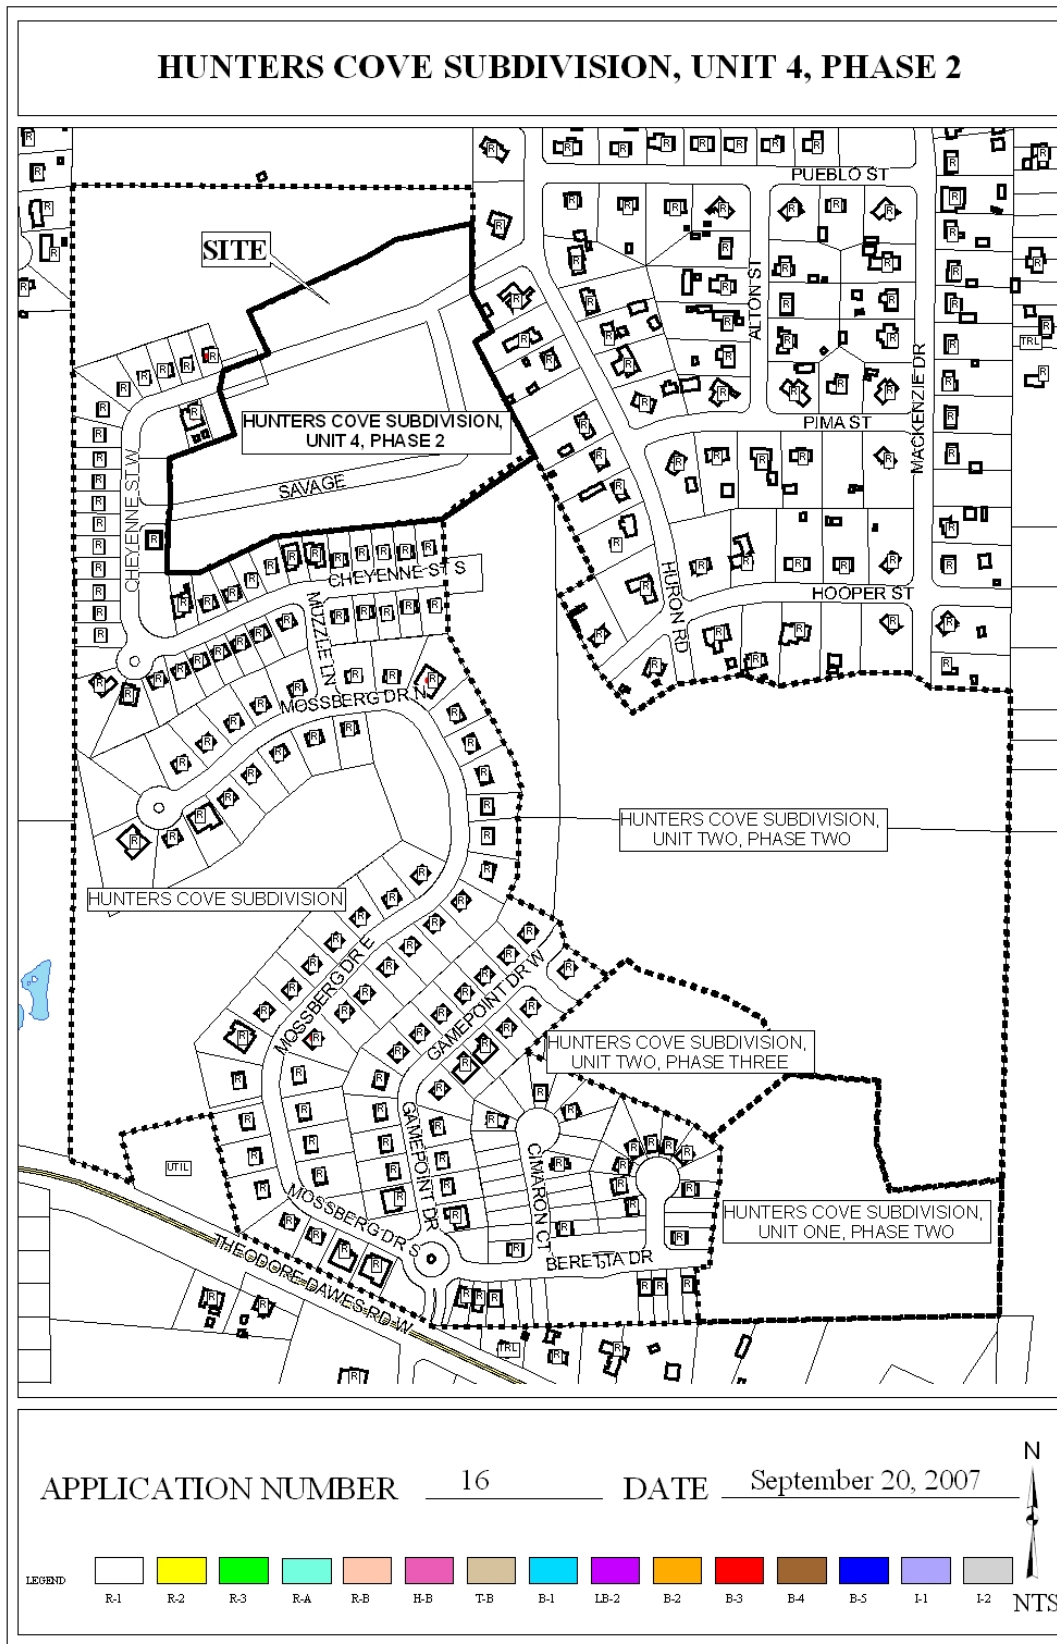 HUNTERS COVE SUBDIVISION, UNIT 4, PHASE 2
PUEBLO ST
SITE
ALTON ST
MACKENZIE DR
TRL
HUNTERS COVE SUBDIVISION,
UNIT 4, PHASE 2
PIMA ST
CHEYENNE ST W
SAVAGE
CHEYENNE ST S
HURON RD
HOOPER ST
MUZZLE LN
MOSSBERG DR N
HUNTERS COVE SUBDIVISION,
UNIT TWO, PHASE TWO
HUNTERS COVE SUBDIVISION
MOSSBERG DR E
GAMEPOINT DR W
HUNTERS COVE SUBDIVISION,
UNIT TWO, PHASE THREE
GAMEPOINT DR
CIMARON CT
UTIL
MOSSBERG DR S
HUNTERS COVE SUBDIVISION,
UNIT ONE, PHASE TWO
THEODORE DAWES RD W
BERETTA DR
TRL
APPLICATION NUMBER 16 DATE September 20, 2007
N
LEGEND
R-1 R-2 R-3 R-A R-B H-B T-B B-1 LB-2 B-2 B-3 B-4 B-5 I-1 I-2
NTS